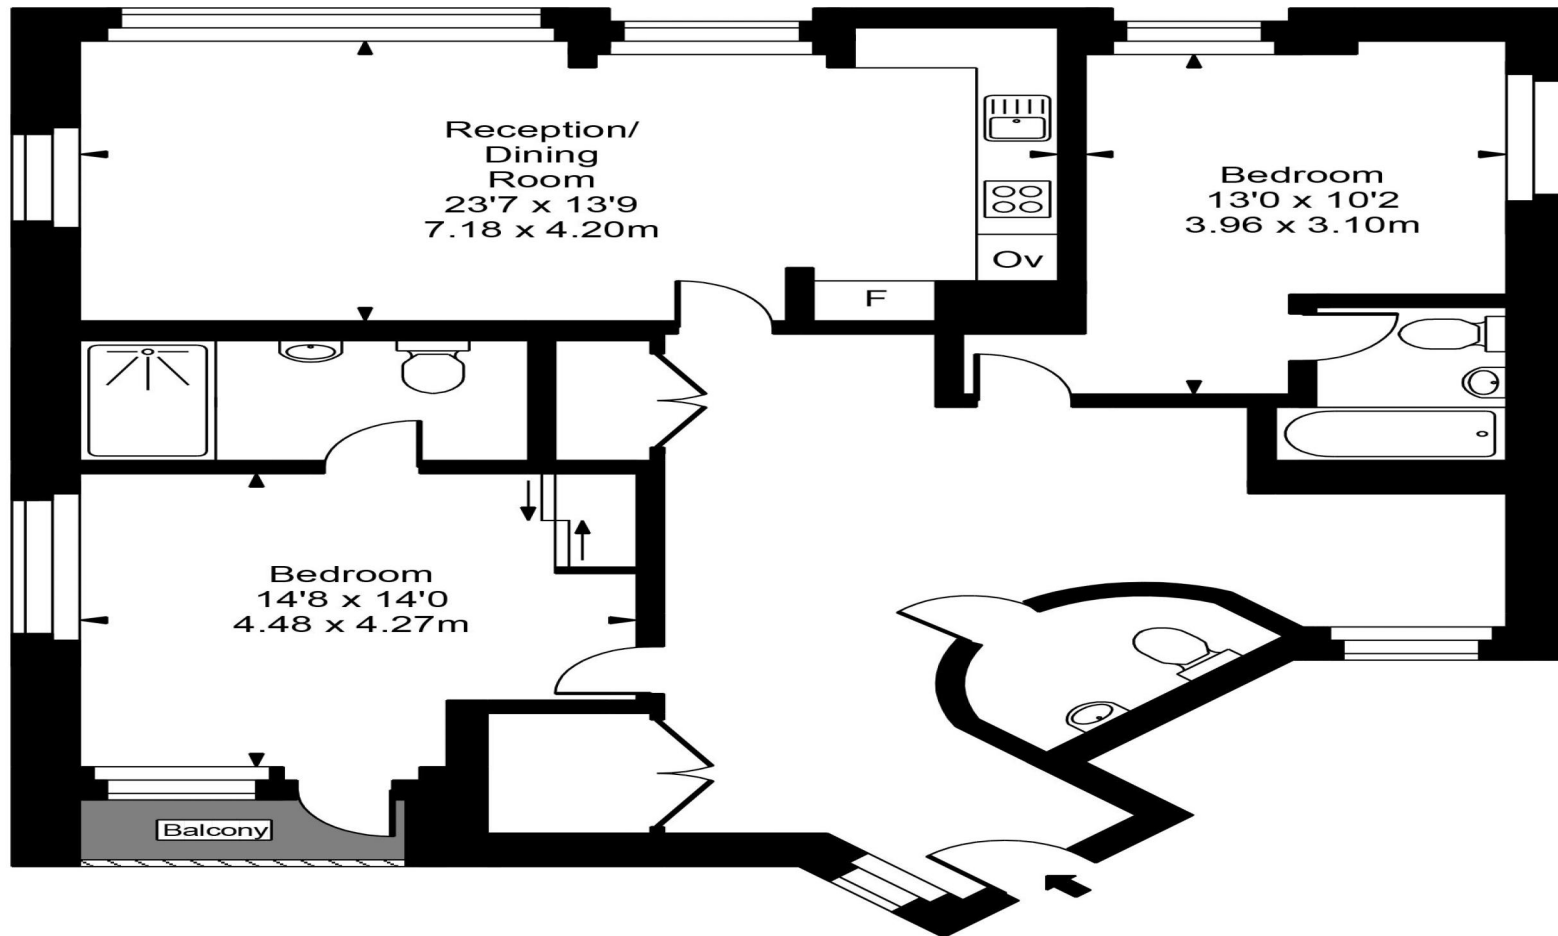 Reception/
Dining
Room
23'7 x 13'9
7.18 x 4.20m
Ov
F
Bedroom
13'0 x 10'2
3.96 x 3.10m
Bedroom
14'8 x 14'0
4.48 x 4.27m
Balcony